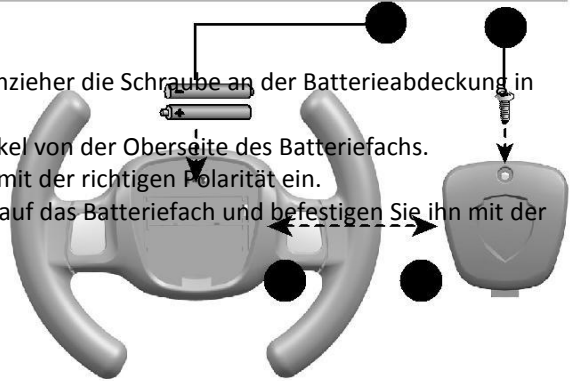 nzieher die Schraube an der Batterieabdeckung in
kel von der Oberseite des Batteriefachs.
mit der richtigen Polarität ein.
auf das Batteriefach und befestigen Sie ihn mit der